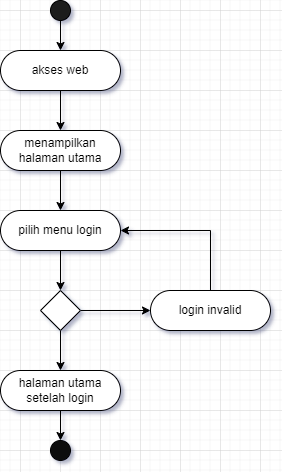 akses web
menampilkan
halaman utama
pilih menu login
login invalid
halaman utama
setelah login